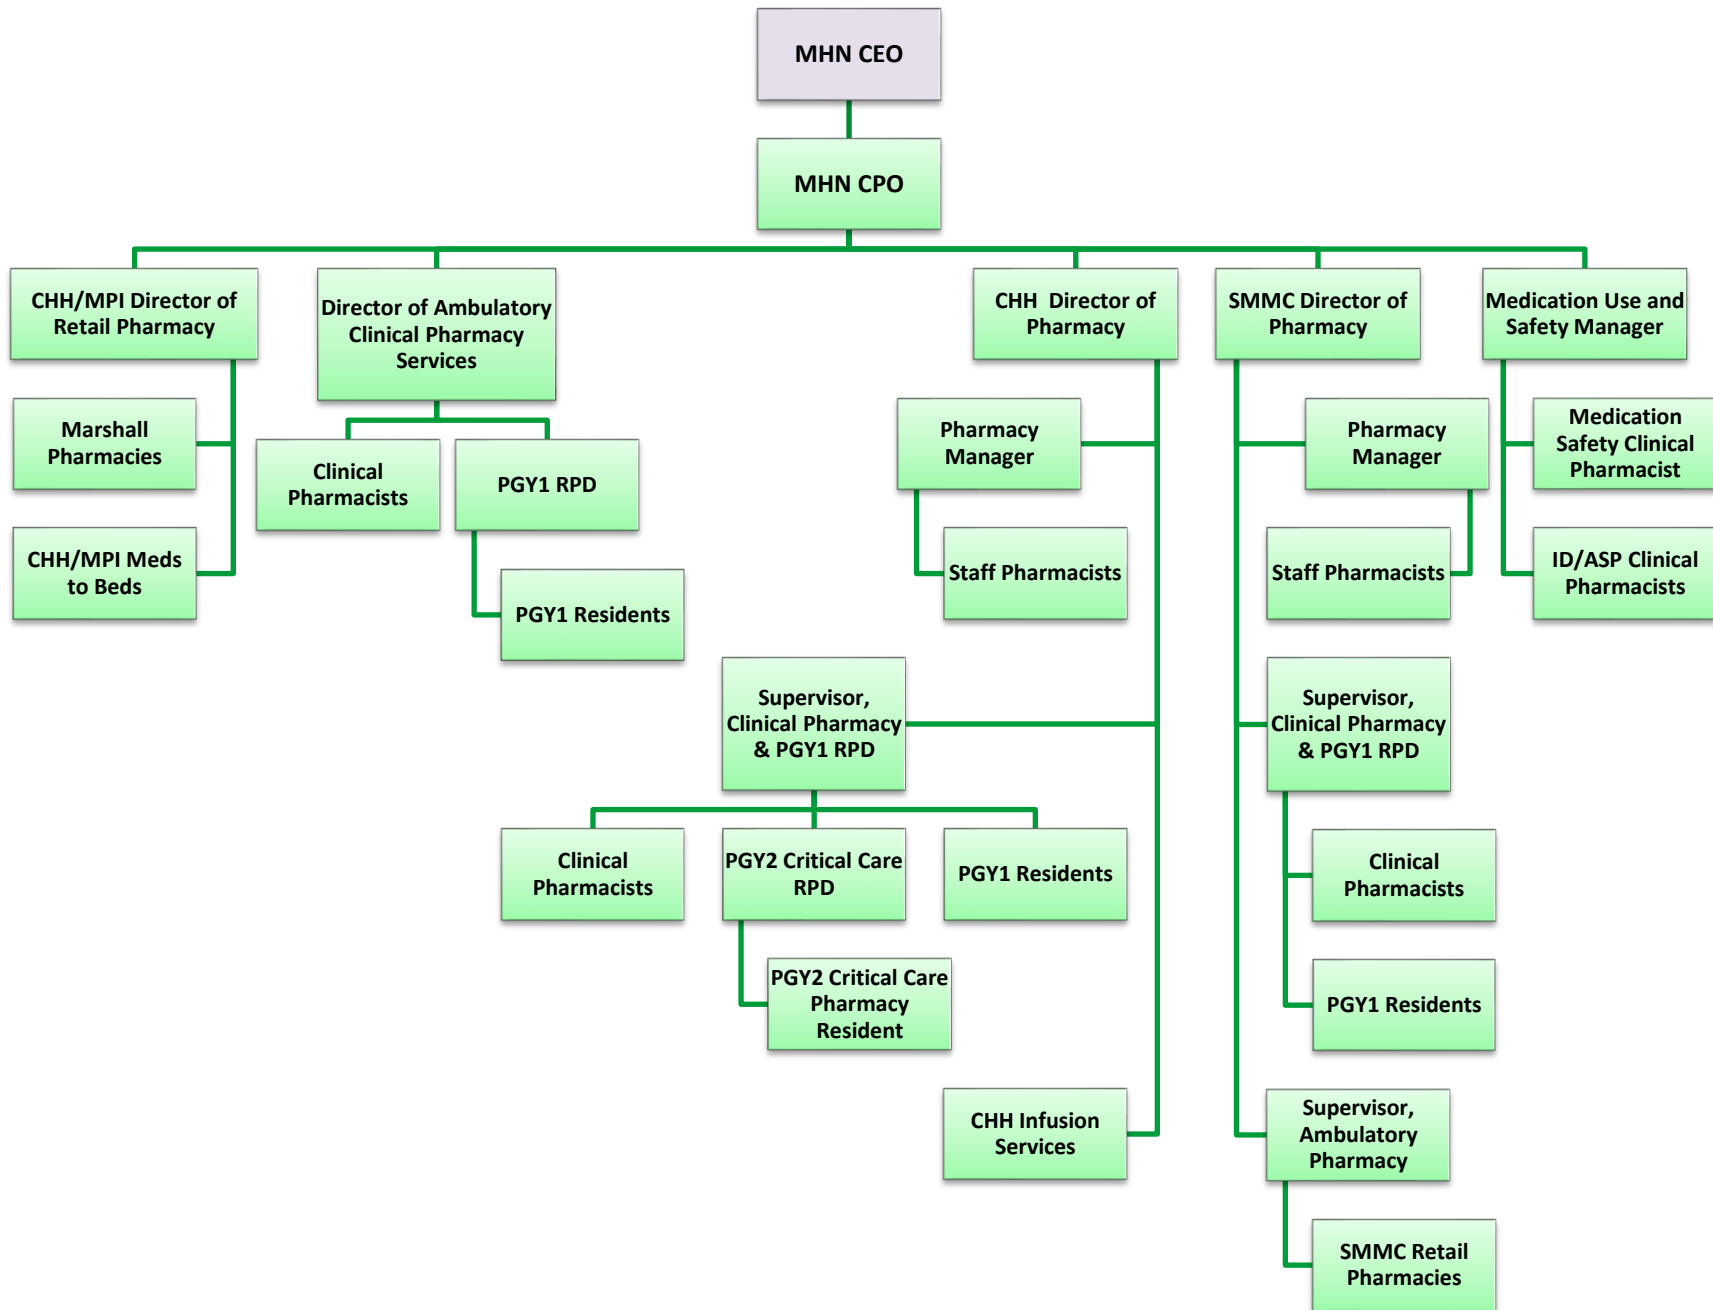 MHN CEO
MHN CPO
CHH/MPI Director of
Retail Pharmacy
Director of Ambulatory
Clinical Pharmacy
Services
CHH  Director of
Pharmacy
SMMC Director of
Pharmacy
Medication Use and
Safety Manager
Marshall
Pharmacies
CHH/MPI Meds
to Beds
Clinical
Pharmacists
PGY1 RPD
PGY1 Residents
Pharmacy
Manager
Staff Pharmacists
Supervisor,
Clinical Pharmacy
& PGY1 RPD
Clinical
Pharmacists
PGY2 Critical Care
RPD
PGY1 Residents
PGY2 Critical Care
Pharmacy
Resident
CHH Infusion
Services
Pharmacy
Manager
Staff Pharmacists
Supervisor,
Clinical Pharmacy
& PGY1 RPD
Clinical
Pharmacists
PGY1 Residents
Supervisor,
Ambulatory
Pharmacy
SMMC Retail
Pharmacies
Medication
Safety Clinical
Pharmacist
ID/ASP Clinical
Pharmacists